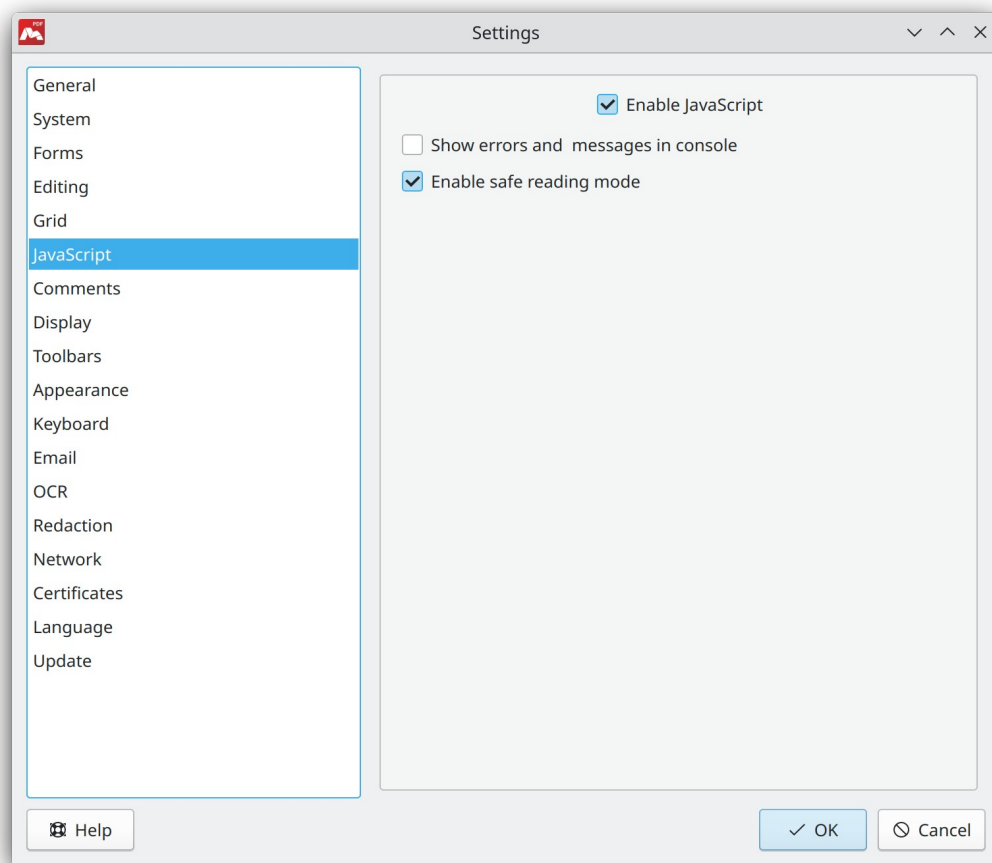 PDF
Settings
General
System
Forms
Editing
Grid
JavaScript
Comments
Display
Toolbars
Appearance
Keyboard
Email
OCR
Redaction
Network
Certificates
Language
Update
Enable JavaScript
Show errors and  messages in console
Enable safe reading mode
Help
OK
Cancel